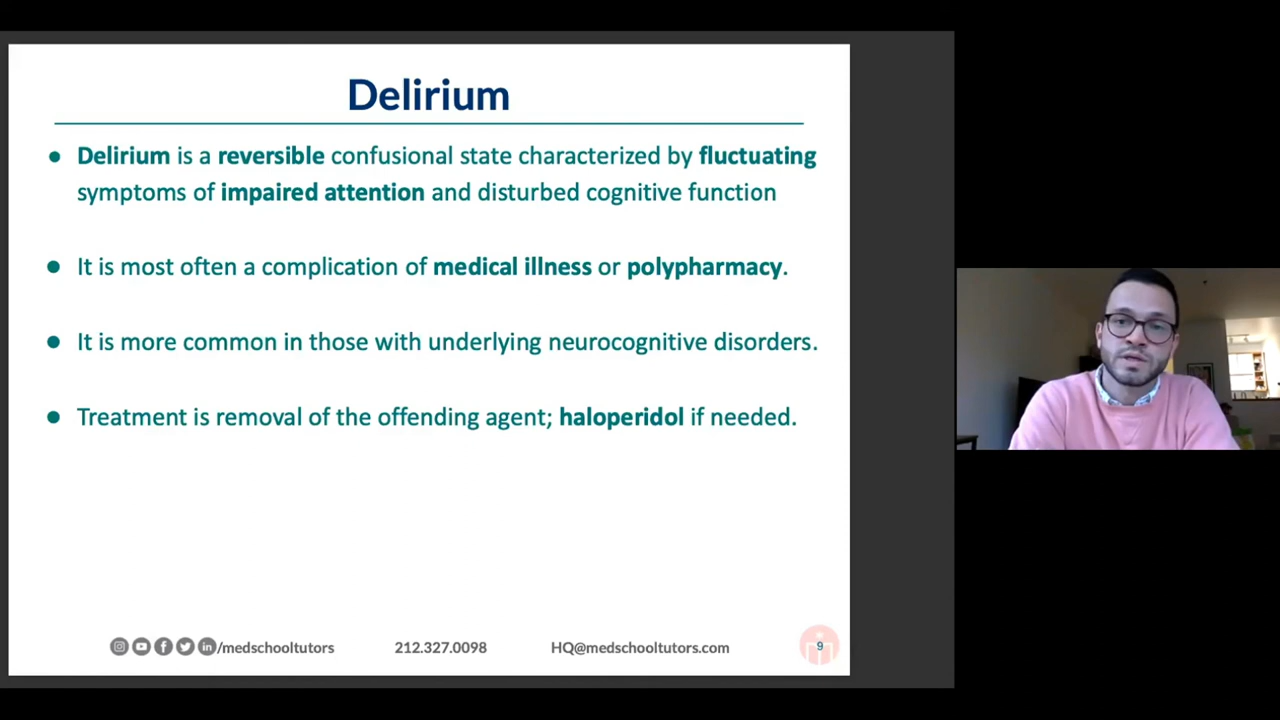 Delirium
● Delirium is a reversible confusional state characterized by fluctuating
symptoms of impaired attention and disturbed cognitive function
● It is most often a complication of medical illness or polypharmacy.
● It is more common in those with underlying neurocognitive disorders.
● Treatment is removal of the offending agent; haloperidol if needed.
/medschooltutors 212.327.0098 HQ@medschooltutors.com 9